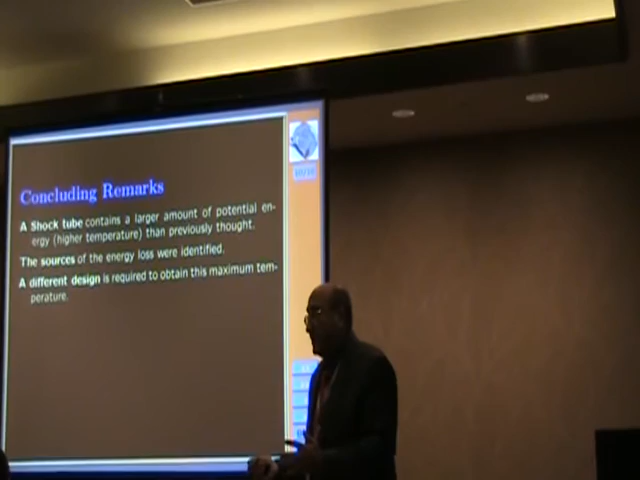 Concluding Remarks
A Shock tube contains a larger amount of potential en-
ergy (higher temperature) than previously thought.
The sources of the energy loss were identified.
A different design is required to obtain this maximum tem-
perature.